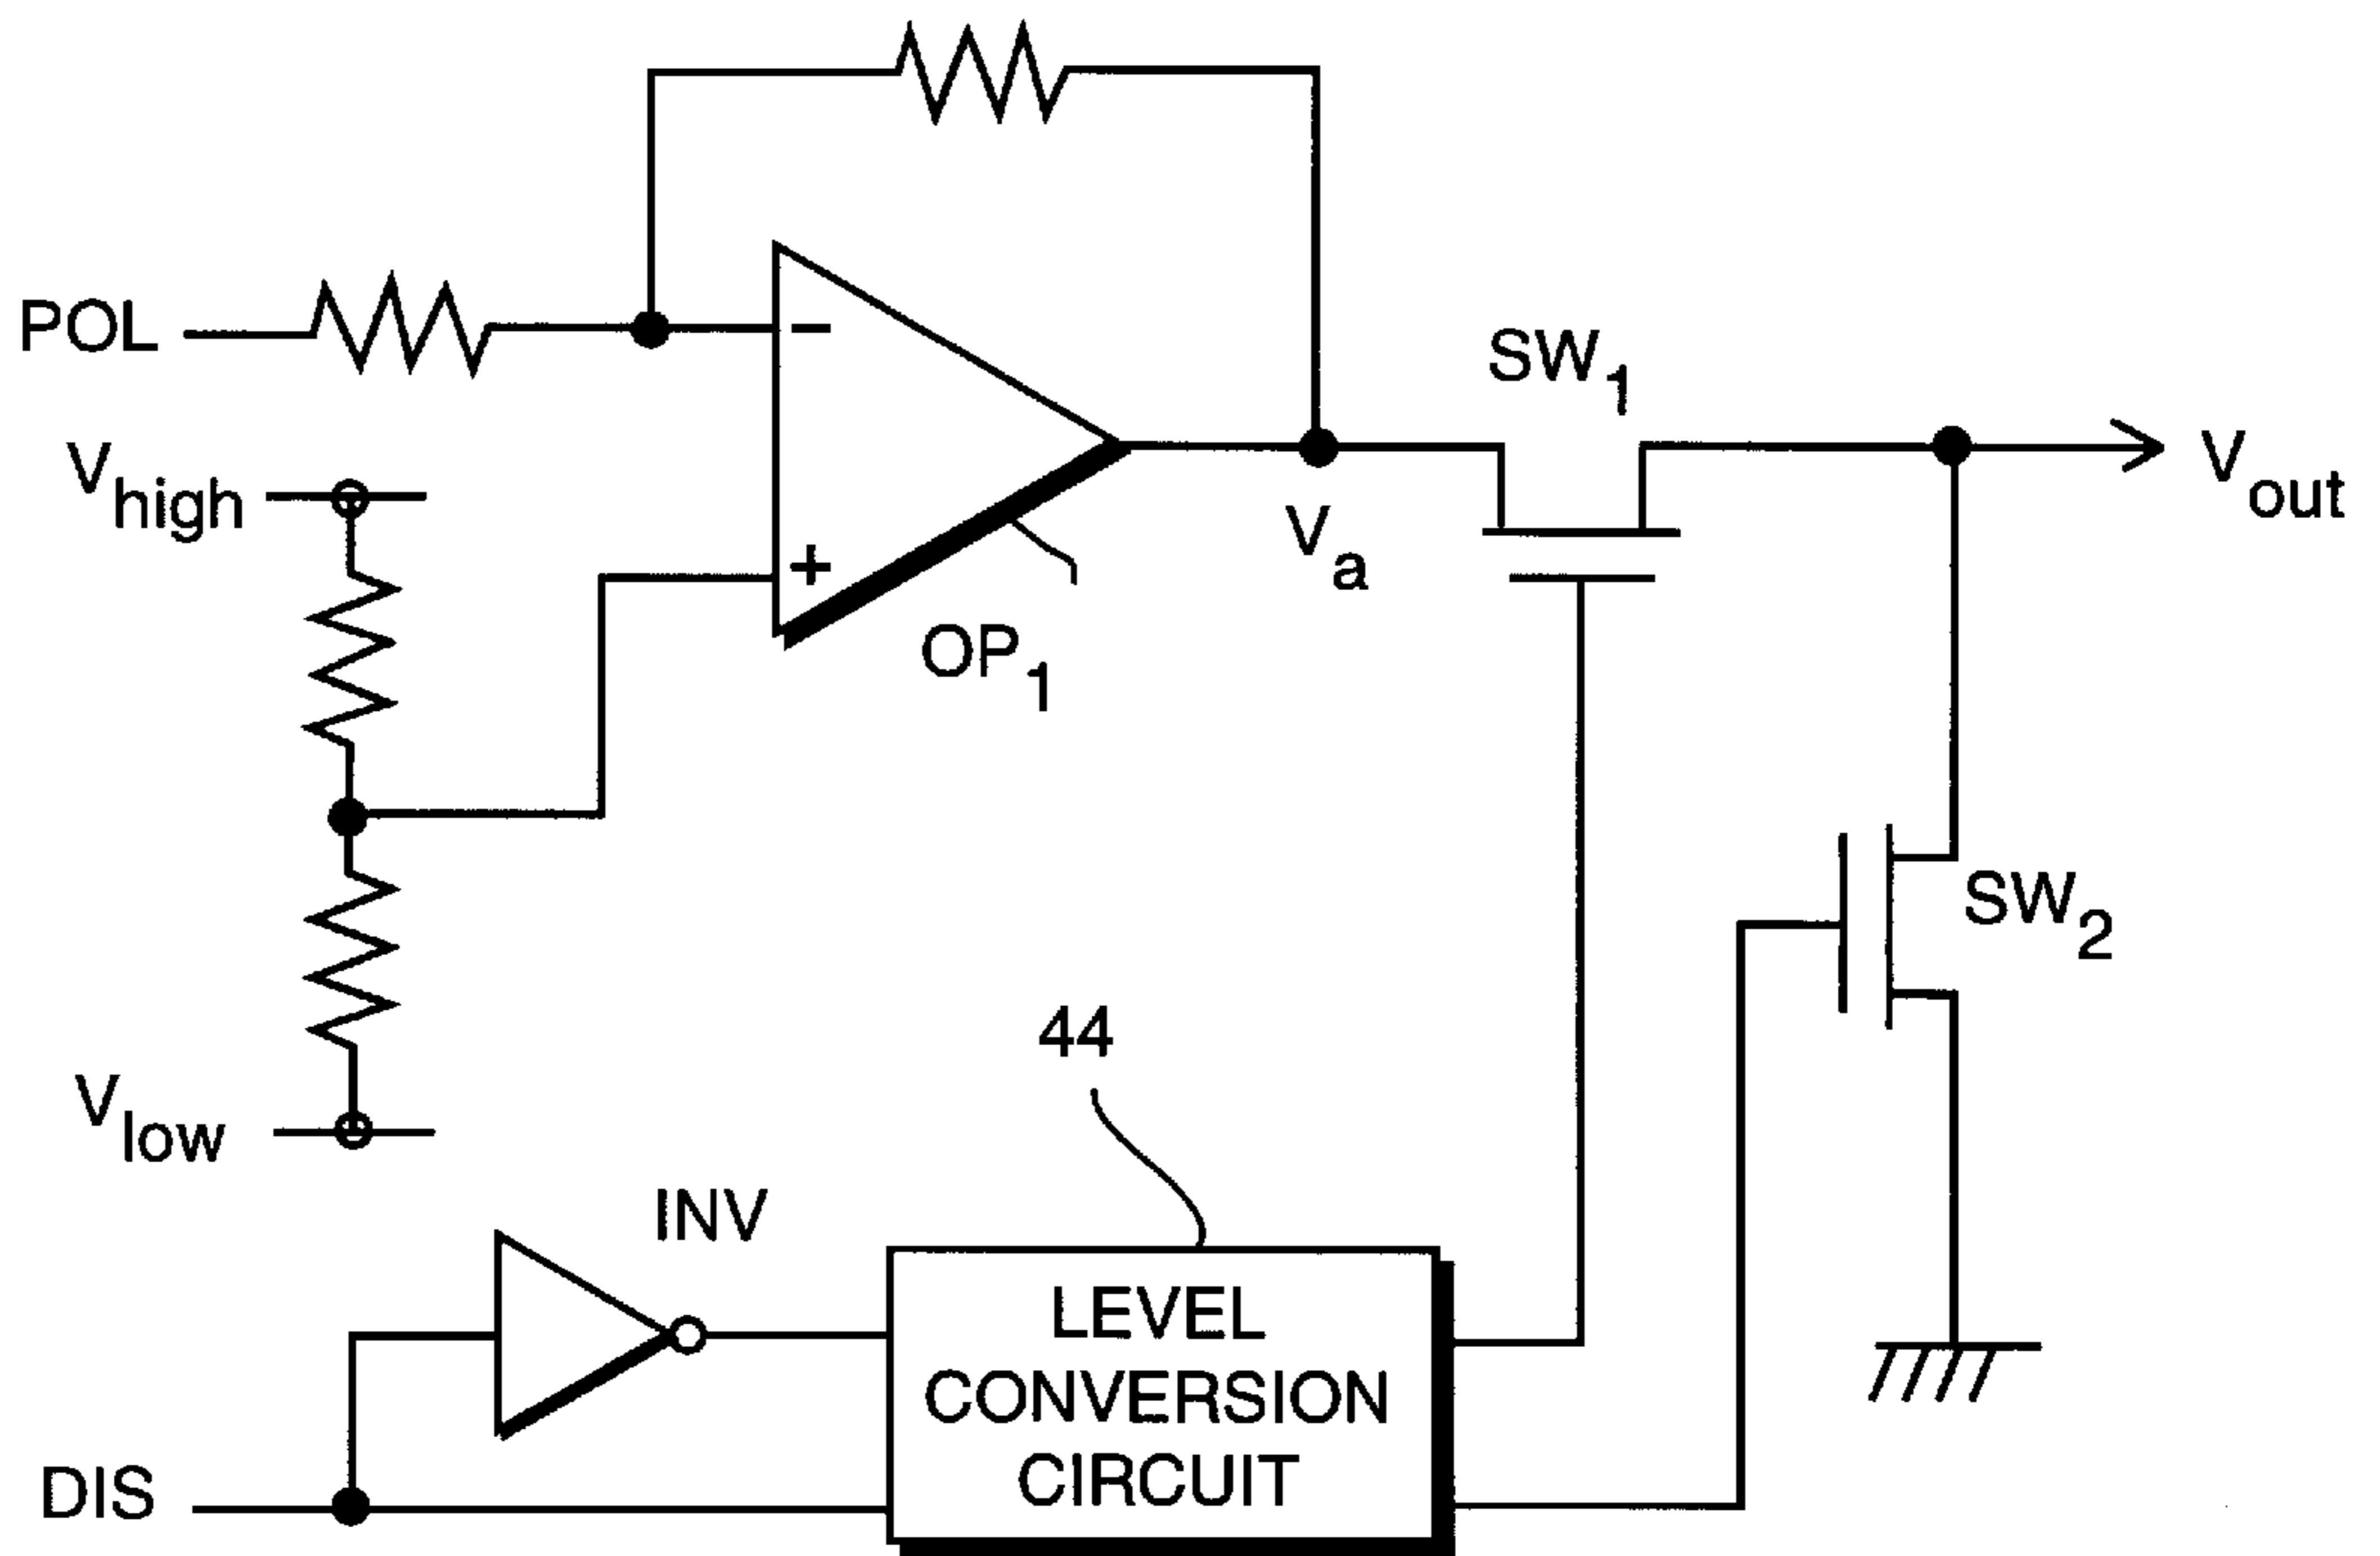 POL
−
SW1
Vhigh
Vout
Va
+
OP1
SW2
44
Vlow
INV
LEVEL
CONVERSION
CIRCUIT
DIS